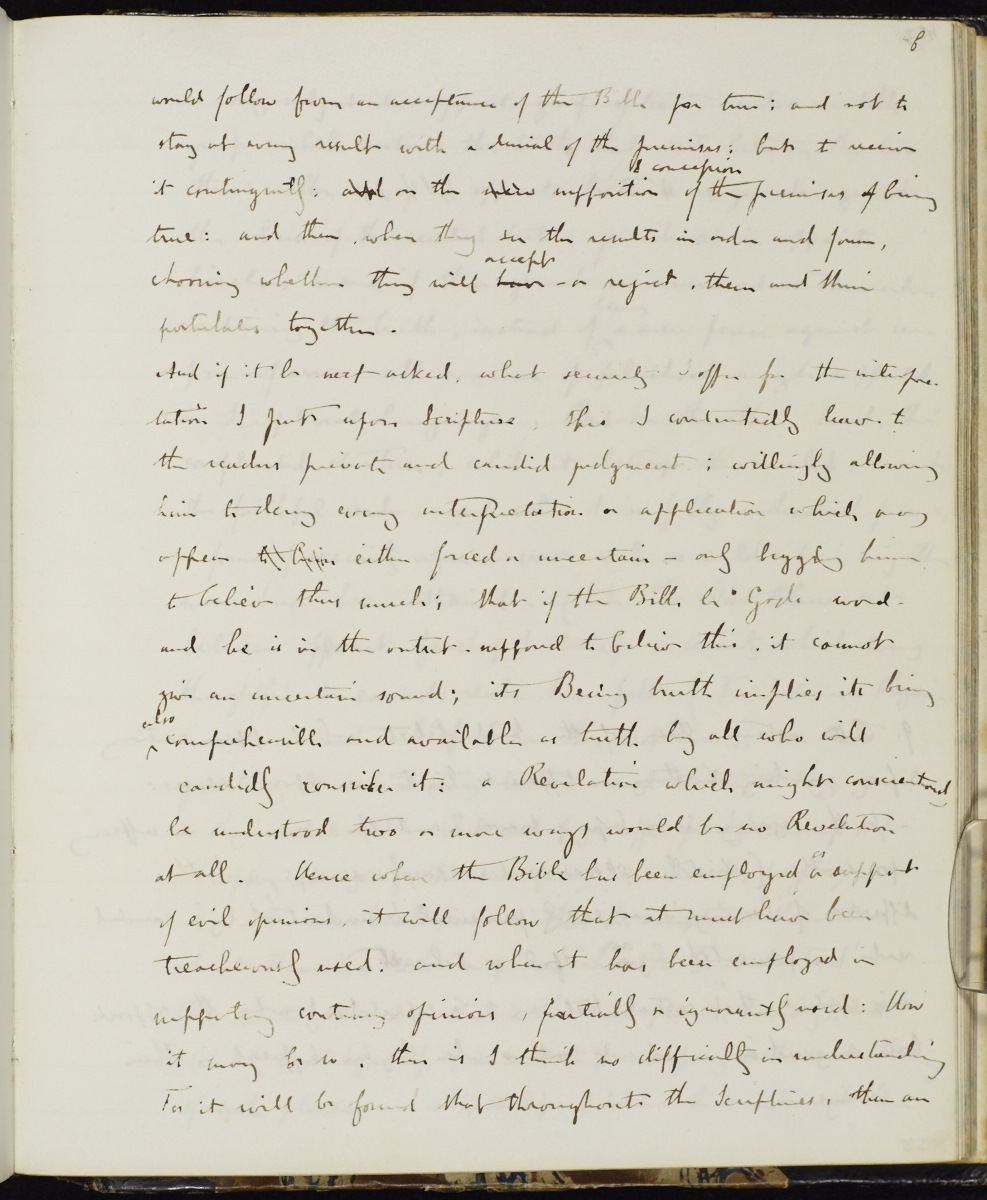 8
would follow from an acceptance of the Bible for true: and not to
stay at every result with a denial of the premises: but to receive
conception
it contingently: and on the mere supposition of the premises of being
true: and then, when they see the results in order and form,
accept
choosing whether they will have - or reject, them and their
postulates together.
And if it be next asked, what security I offer for the interpre-
tation I put upon Scripture, this I contentedly leave to
the readers private and candid judgment; willingly allowing
him to deny every interpretation or application which may
appear to him either forced or uncertain - only begging him
to believe thus much; that if the Bible be Gods word -
and he is in the outset supposed to believe this, it cannot
give an uncertain sound; its Being truth implies its being
also
comprehensible and available as truth by all who will
candidly consider it: a Revelation which might conscientiously
be understood two or more ways would be no Revelation
at all. Hence when the Bible has been employed as a support
of evil opinions, it will follow that it must have been
treacherously used: and when it has been employed in
supporting contrary opinions, partially or ignorantly used: How
it may be so, there is I think no difficulty in understanding
For it will be found that throughout the Scriptures, there are